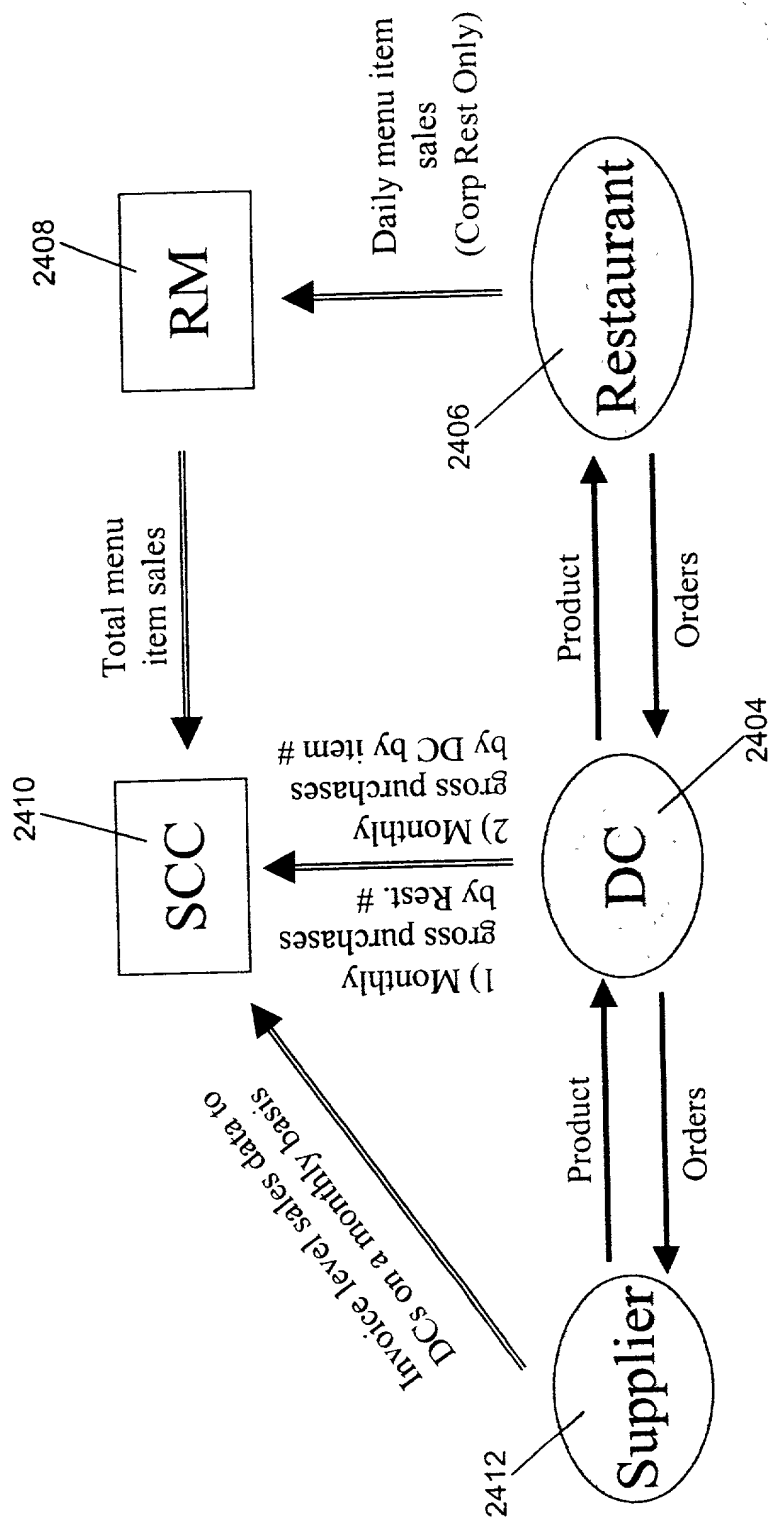 2410
SCC
Total menu
item sales
2408
RM
Invoice level sales data to
DCs on a monthly basis
1) Monthly
gross purchases
by Rest. #
2) Monthly
gross purchases
by DC by item #
Daily menu item
sales
(Corp Rest Only)
2412
Supplier
Product
Orders
DC
2404
Product
Orders
2406
Restaurant